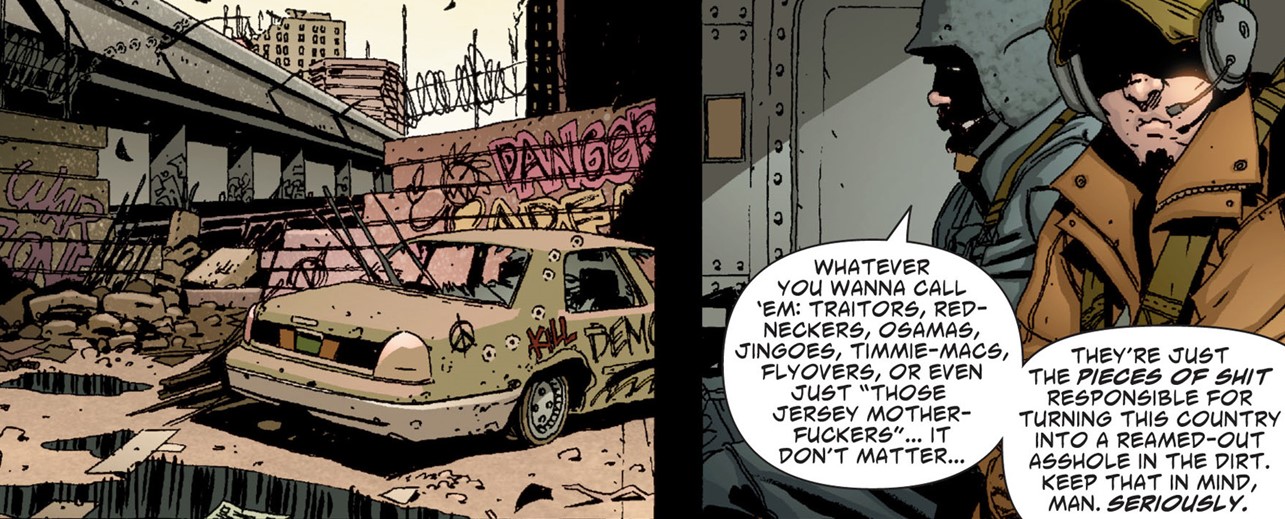 DANGER
KILL DEMO
WHATEVER
YOU WANNA CALL
'EM: TRAITORS, RED-
NECKERS, OSAMAS,
JINGOES, TIMMIE-MACS,
FLYOVERS, OR EVEN
JUST "THOSE
JERSEY MOTHER-
FUCKERS"... IT
DON'T MATTER...
THEY'RE JUST
THE PIECES OF SHIT
RESPONSIBLE FOR
TURNING THIS COUNTRY
INTO A REAMED-OUT
ASSHOLE IN THE DIRT.
KEEP THAT IN MIND,
MAN. SERIOUSLY.